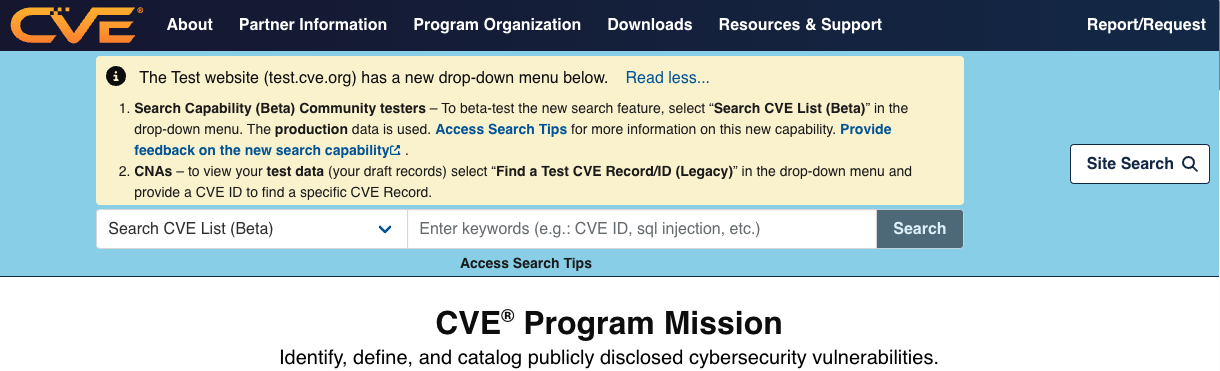 CVE®
About
Partner Information
Program Organization
Downloads
Resources & Support
Report/Request
The Test website (test.cve.org) has a new drop-down menu below. Read less...
1. Search Capability (Beta) Community testers – To beta-test the new search feature, select “Search CVE List (Beta)” in the
drop-down menu. The production data is used. Access Search Tips for more information on this new capability. Provide
feedback on the new search capability .
2. CNAs – to view your test data (your draft records) select “Find a Test CVE Record/ID (Legacy)” in the drop-down menu and
provide a CVE ID to find a specific CVE Record.
Site Search
Search CVE List (Beta)
Enter keywords (e.g.: CVE ID, sql injection, etc.)
Search
Access Search Tips
CVE® Program Mission
Identify, define, and catalog publicly disclosed cybersecurity vulnerabilities.